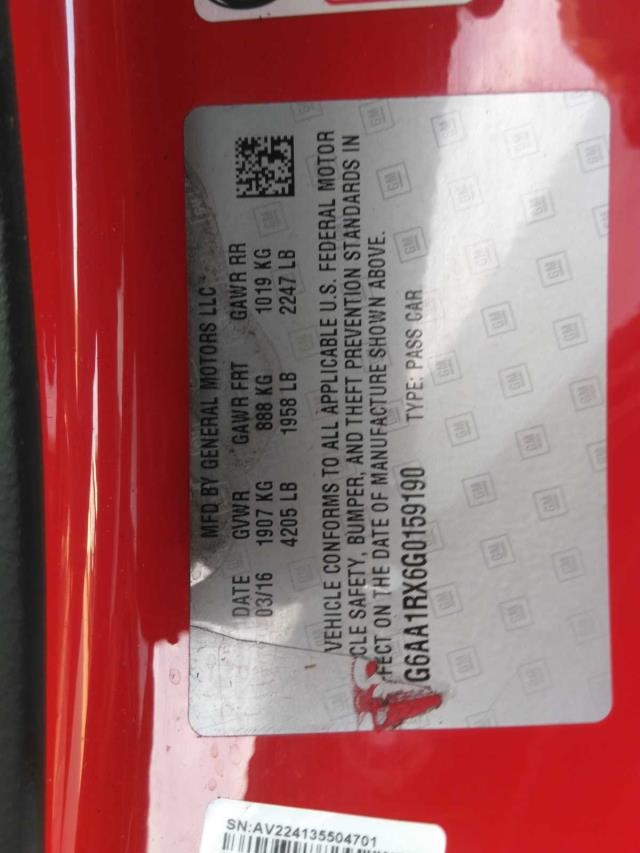 MFD BY GENERAL MOTORS LLC
DATE GVWR GAWR FRT GAWR RR
03/16 1907 KG 888 KG 1019 KG
4205 LB 1958 LB 2247 LB
VEHICLE CONFORMS TO ALL APPLICABLE U.S. FEDERAL MOTOR
CLE SAFETY, BUMPER, AND THEFT PREVENTION STANDARDS IN
FECT ON THE DATE OF MANUFACTURE SHOWN ABOVE.
G6AA1RX6G0159190 TYPE: PASS CAR
SN:AV224135504701